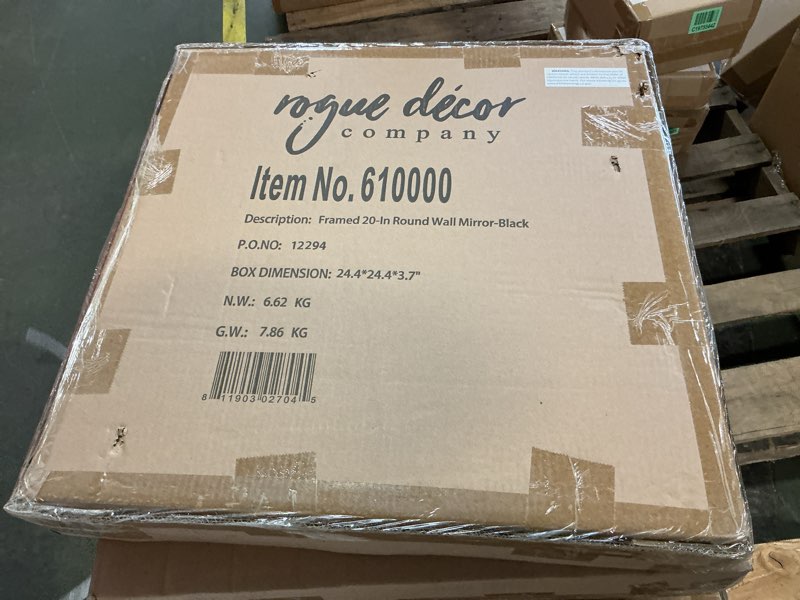 rogue décor
company
Item No. 610000
Description: Framed 20-In Round Wall Mirror-Black
P.O.NO: 12294
BOX DIMENSION: 24.4*24.4*3.7"
N.W.: 6.62 KG
G.W.: 7.86 KG
8 11903 02704 5